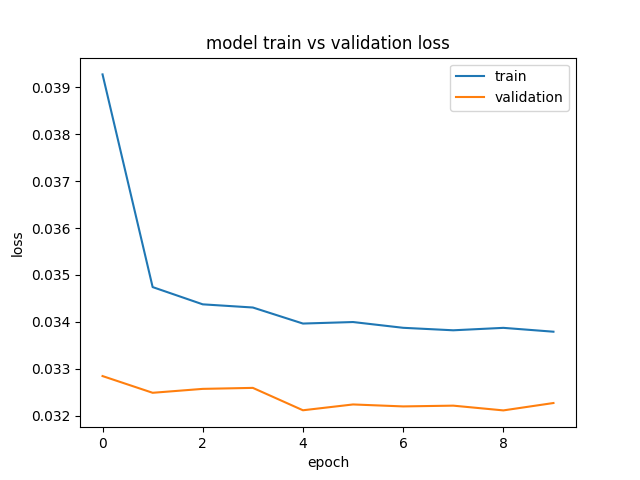 model train vs validation loss
train
validation
0.039
0.038
0.037
0.036
0.035
0.034
0.033
0.032
loss
0 2 4 6 8
epoch